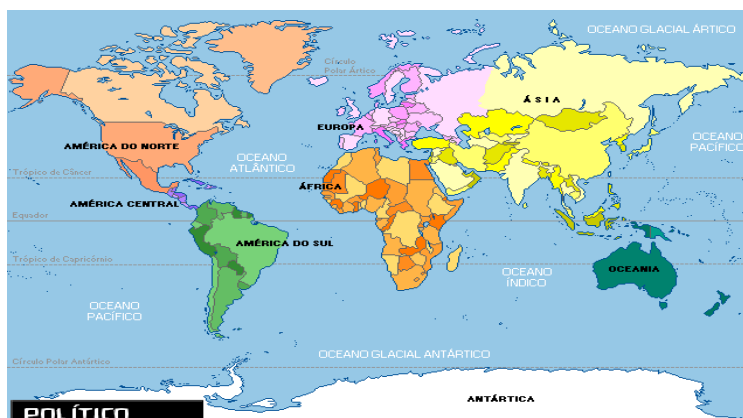 OCEANO GLACIAL ÁRTICO
Círculo
Polar Ártico
ÁSIA
EUROPA
OCEANO
PACÍFICO
AMÉRICA DO NORTE
OCEANO
ATLÂNTICO
Trópico de Câncer
ÁFRICA
AMÉRICA CENTRAL
Equador
AMÉRICA DO SUL
Trópico de Capricórnio
OCEANO
ÍNDICO
OCEANIA
OCEANO
PACÍFICO
OCEANO GLACIAL ANTÁRTICO
Círculo Polar Antártico
ANTÁRTICA
POLÍTICO